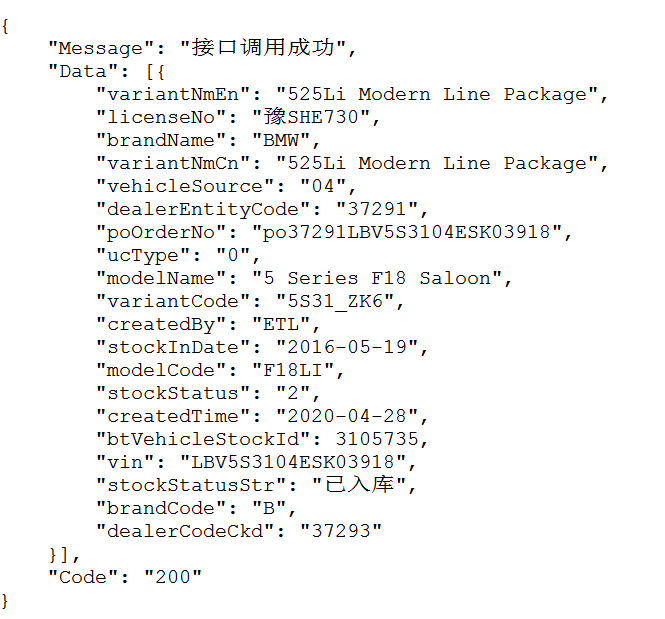 {
    "Message": "接口调用成功",
    "Data": [{
        "variantNmEn": "525Li Modern Line Package",
        "licenseNo": "豫SHE730",
        "brandName": "BMW",
        "variantNmCn": "525Li Modern Line Package",
        "vehicleSource": "04",
        "dealerEntityCode": "37291",
        "poOrderNo": "po37291LBV5S3104ESK03918",
        "ucType": "0",
        "modelName": "5 Series F18 Saloon",
        "variantCode": "5S31_ZK6",
        "createdBy": "ETL",
        "stockInDate": "2016-05-19",
        "modelCode": "F18LI",
        "stockStatus": "2",
        "createdTime": "2020-04-28",
        "btVehicleStockId": 3105735,
        "vin": "LBV5S3104ESK03918",
        "stockStatusStr": "已入库",
        "brandCode": "B",
        "dealerCodeCkd": "37293"
    }],
    "Code": "200"
}